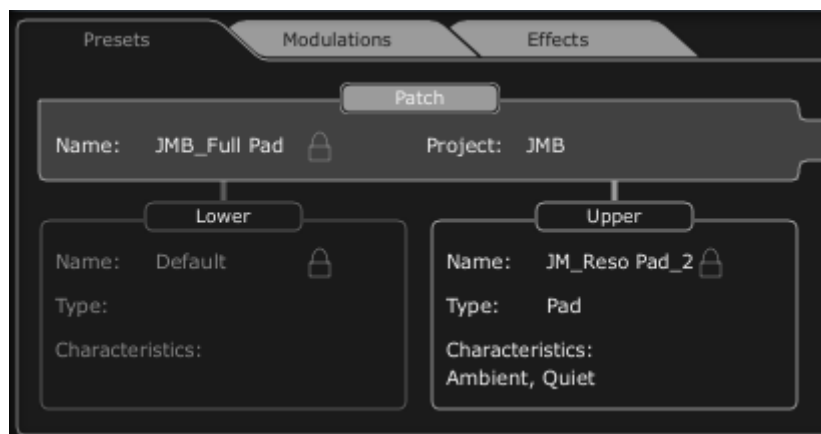 Presets Modulations Effects
Patch
Name: JMB_Full Pad Project: JMB
Lower
Name: Default
Type:
Characteristics:
Upper
Name: JM_Reso Pad_2
Type: Pad
Characteristics:
Ambient, Quiet